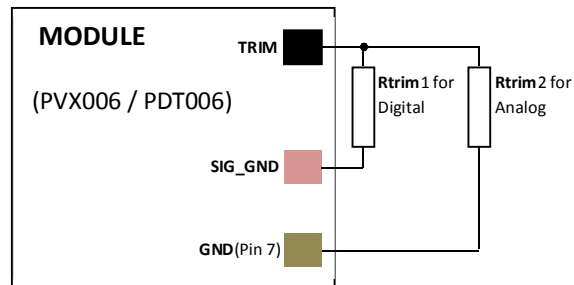 MODULE
(PVX006 / PDT006)
TRIM
Rtrim1 for
Digital
Rtrim2 for
Analog
SIG_GND
GND(Pin 7)